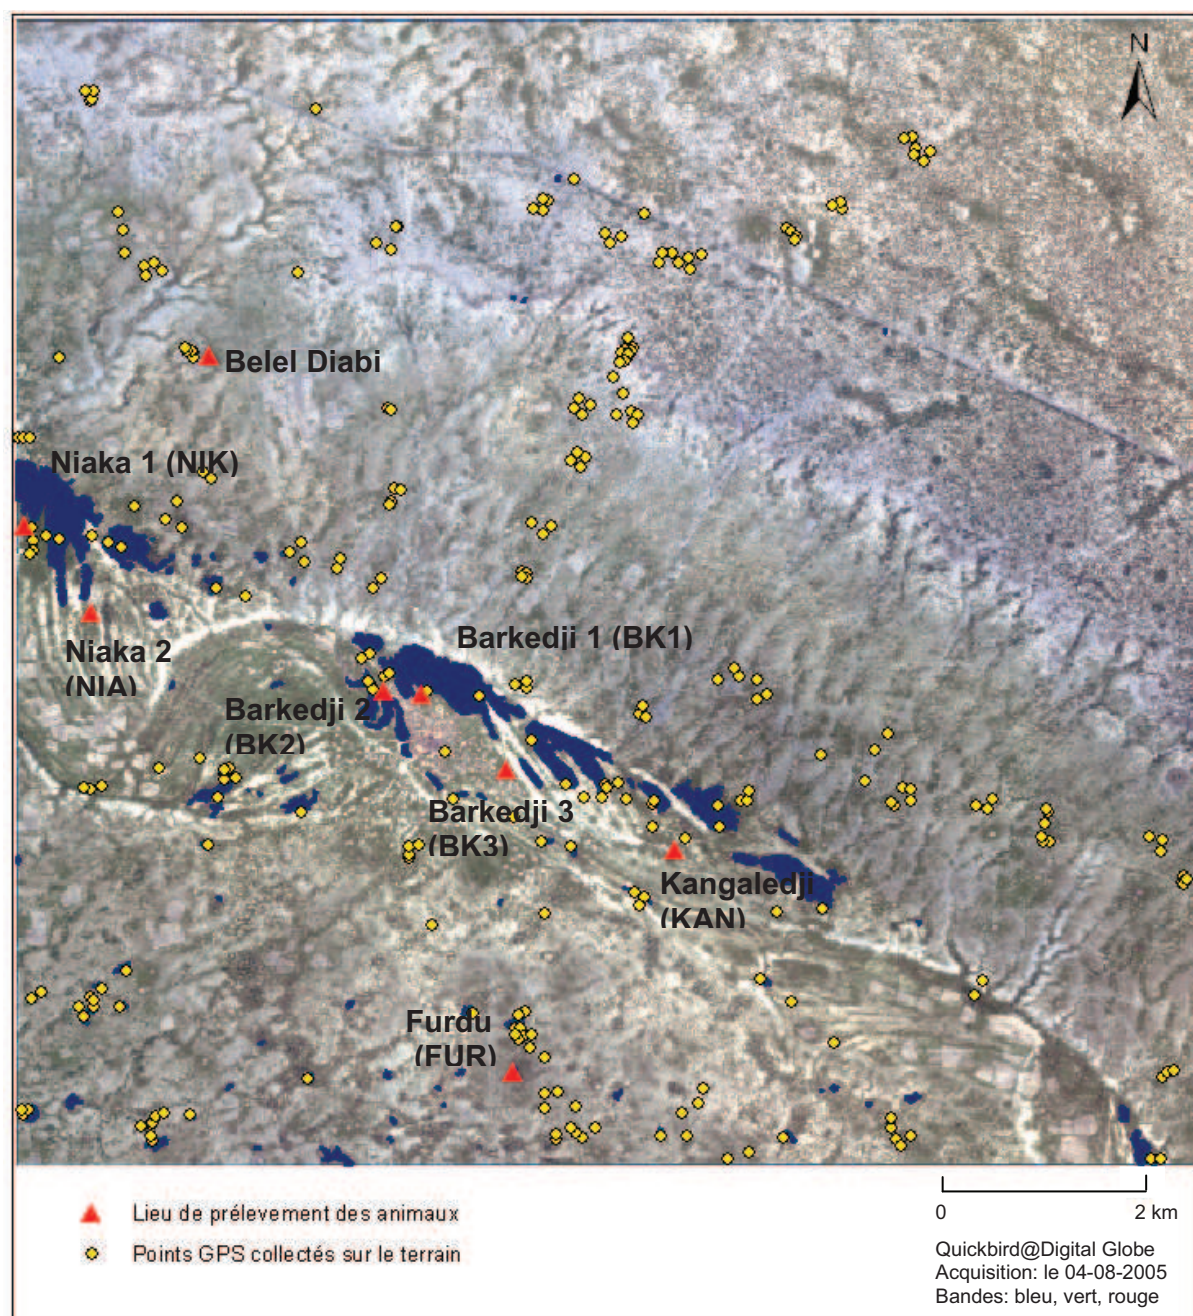 N
Belel Diabi
Niaka 1 (NIK)
Barkedji 1 (BK1)
Niaka 2
(NIA)
Barkedji 2
(BK2)
Barkedji 3
(BK3)
Kangaledji
(KAN)
Furdu
(FUR)
Lieu de prélevement des animaux
Points GPS collectés sur le terrain
0 2 km
Quickbird@Digital Globe
Acquisition: le 04-08-2005
Bandes: bleu, vert, rouge